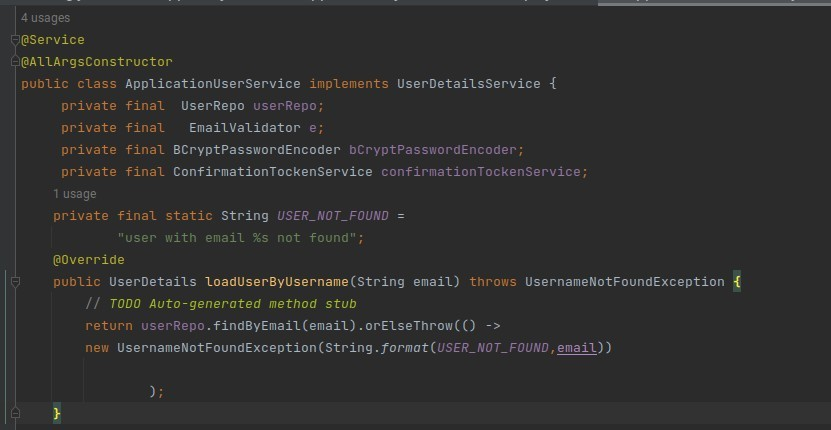 4 usages
@Service
@AllArgsConstructor
public class ApplicationUserService implements UserDetailsService {
private final  UserRepo userRepo;
private final   EmailValidator e;
private final BCryptPasswordEncoder bCryptPasswordEncoder;
private final ConfirmationTockenService confirmationTockenService;
1 usage
private final static String USER_NOT_FOUND =
"user with email %s not found";
@Override
public UserDetails loadUserByUsername(String email) throws UsernameNotFoundException {
// TODO Auto-generated method stub
return userRepo.findByEmail(email).orElseThrow(() ->
new UsernameNotFoundException(String.format(USER_NOT_FOUND,email))
);
}